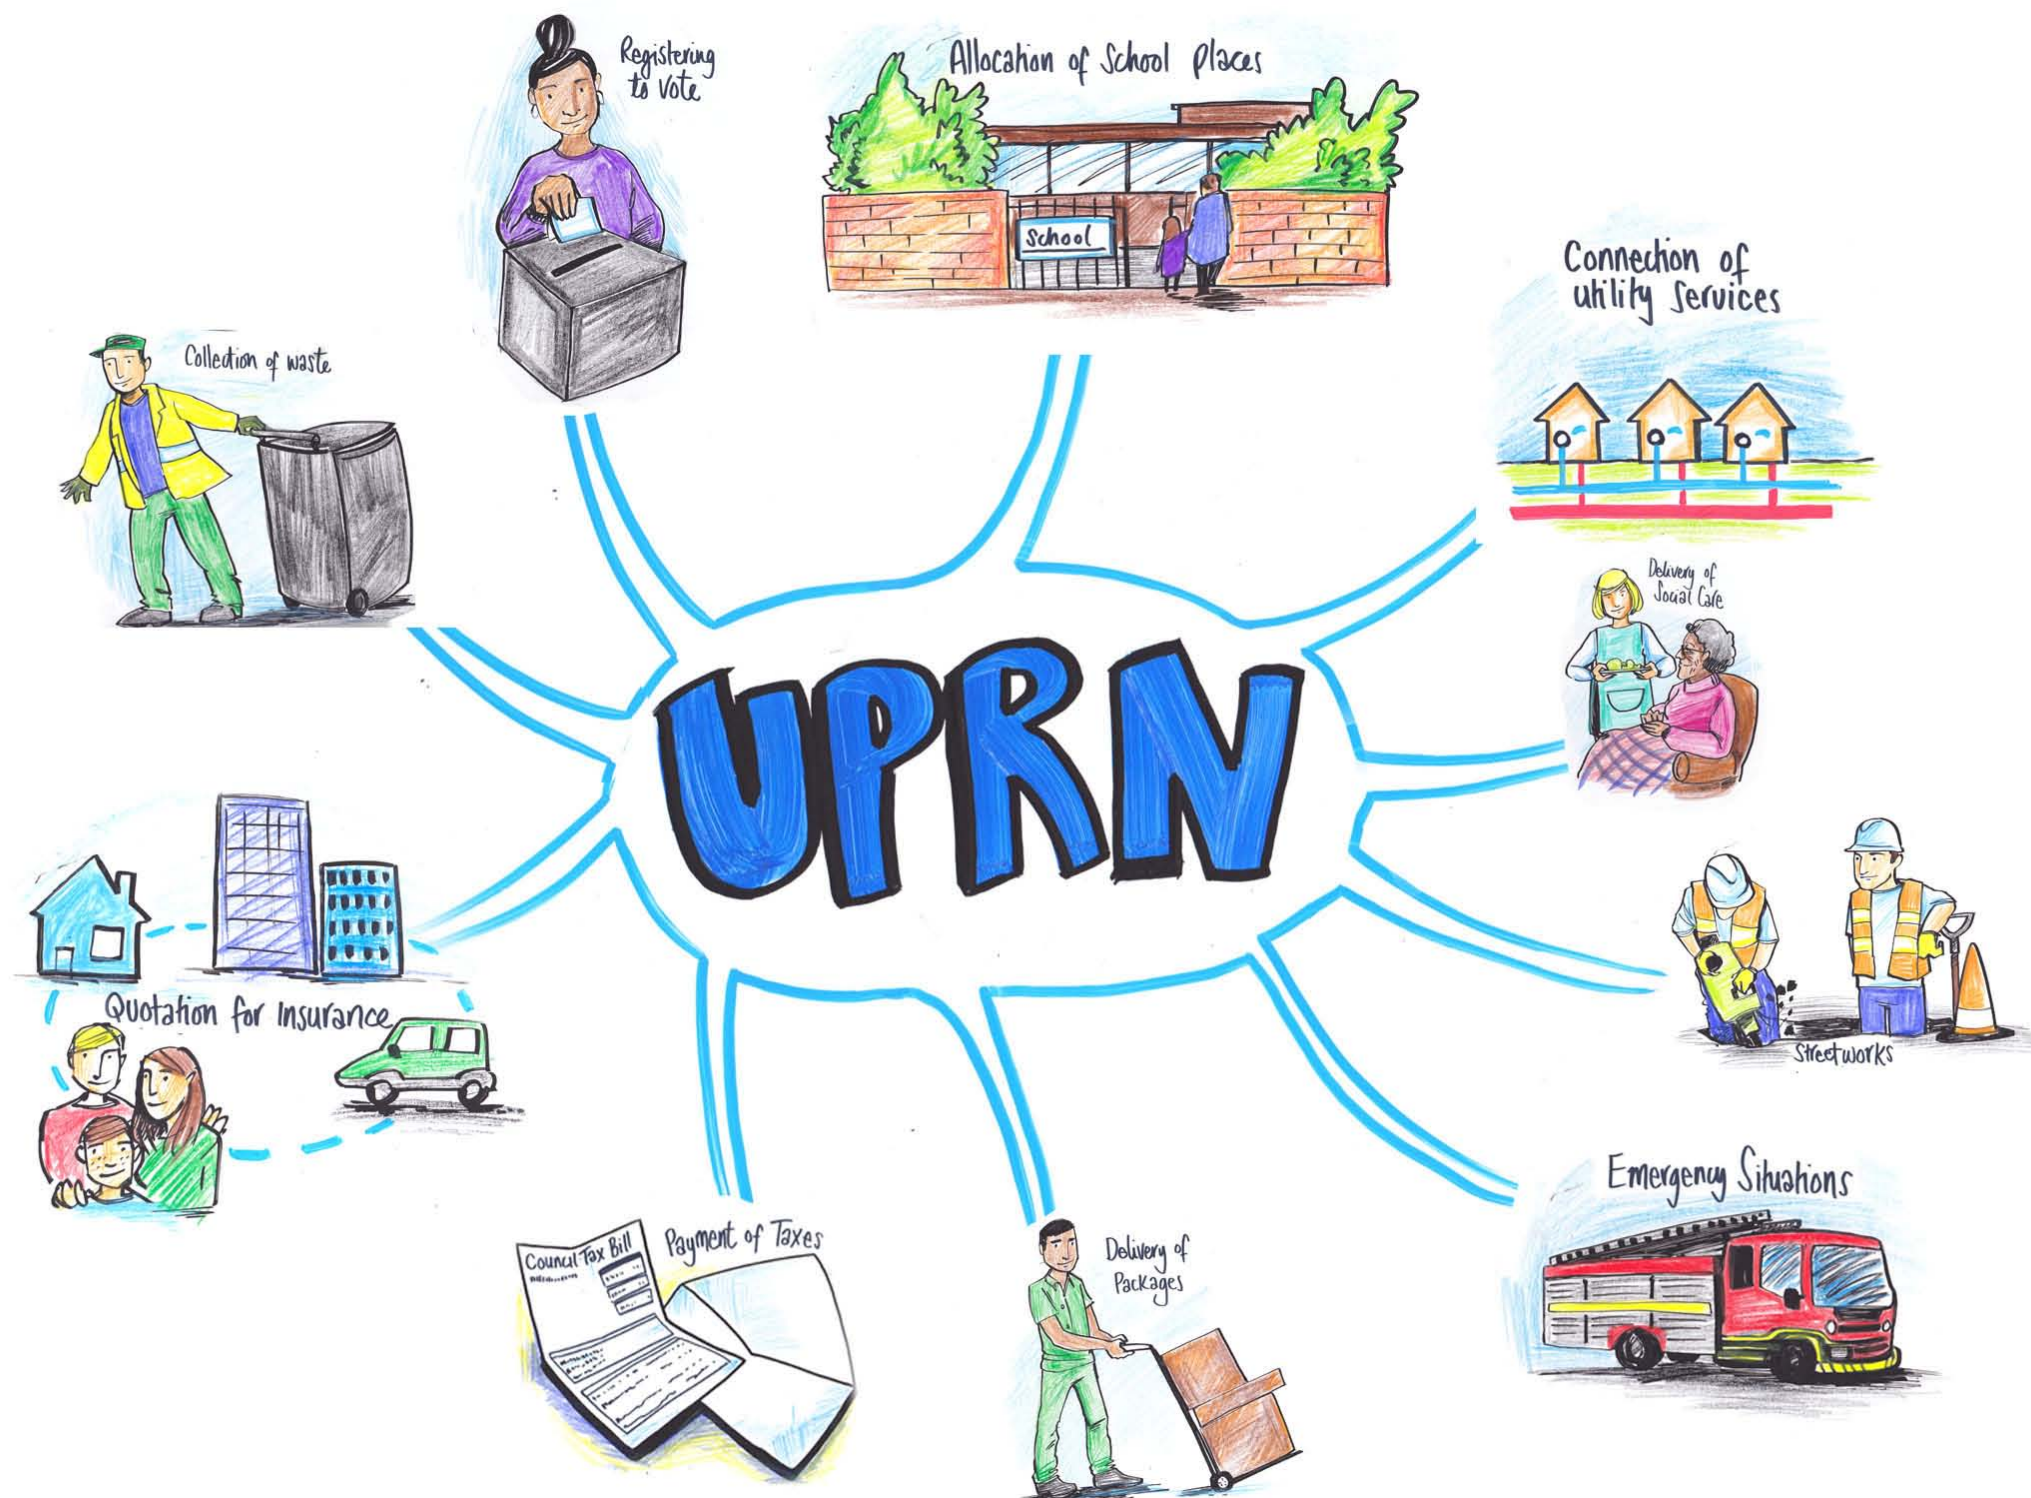 Registering
to Vote
Allocation of School Places
School
Connection of
Utility Services
Collection of waste
Delivery of
Social Care
UPRN
Quotation for Insurance
Streetworks
Emergency Situations
Council Tax Bill
Payment of Taxes
Delivery of
Packages